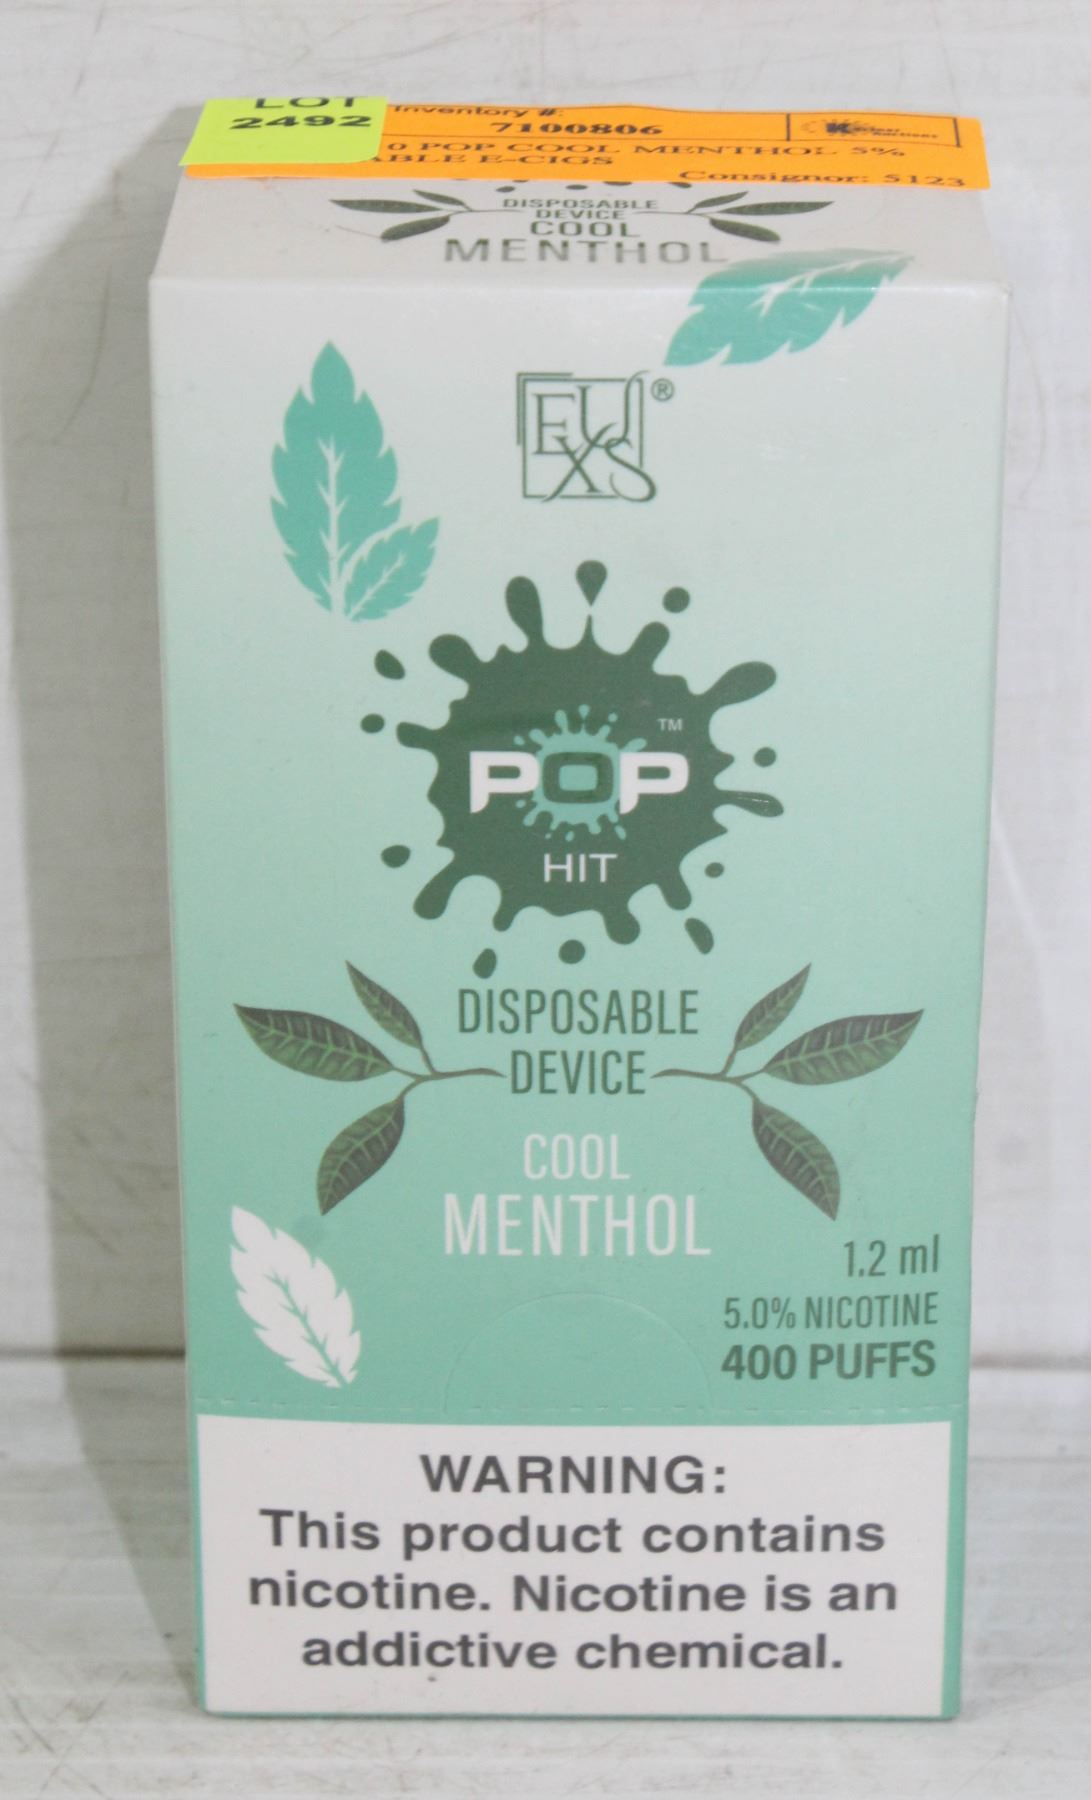 LOT
2492
Inventory #:
7100806
0 POP COOL MENTHOL 5%
ABLE E-CIGS
Consignor: 5123
DISPOSABLE
DEVICE
COOL
MENTHOL
EUXS®
POP™
HIT
DISPOSABLE
DEVICE
COOL
MENTHOL
1.2 ml
5.0% NICOTINE
400 PUFFS
WARNING:
This product contains
nicotine. Nicotine is an
addictive chemical.